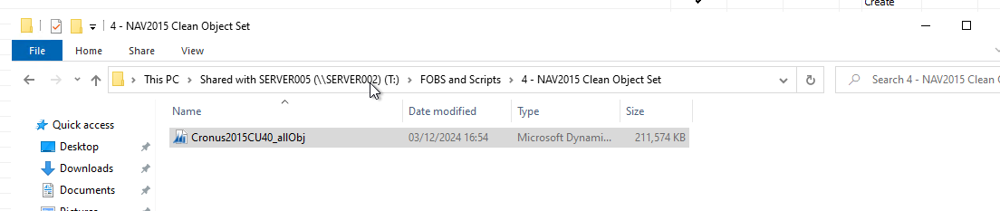 Create
4 - NAV2015 Clean Object Set
File Home Share View
This PC > Shared with SERVER005 (\\SERVER002) (T:) > FOBS and Scripts > 4 - NAV2015 Clean Object Set
Search 4 - NAV2015 Clean O
Name Date modified Type Size
Quick access
Cronus2015CU40_allObj 03/12/2024 16:54 Microsoft Dynami... 211,574 KB
Desktop
Downloads
Documents
Pictures